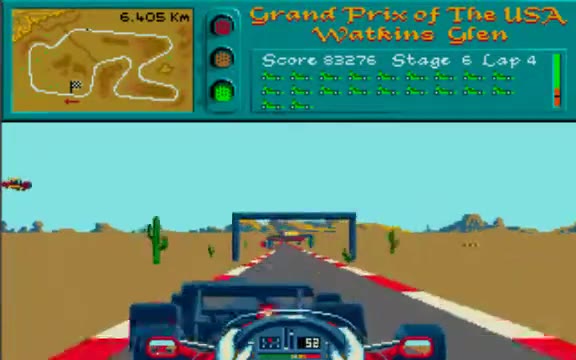 6.405 Km
Grand Prix of The USA
Watkins Glen
Score 83276 Stage 6 Lap 4
52